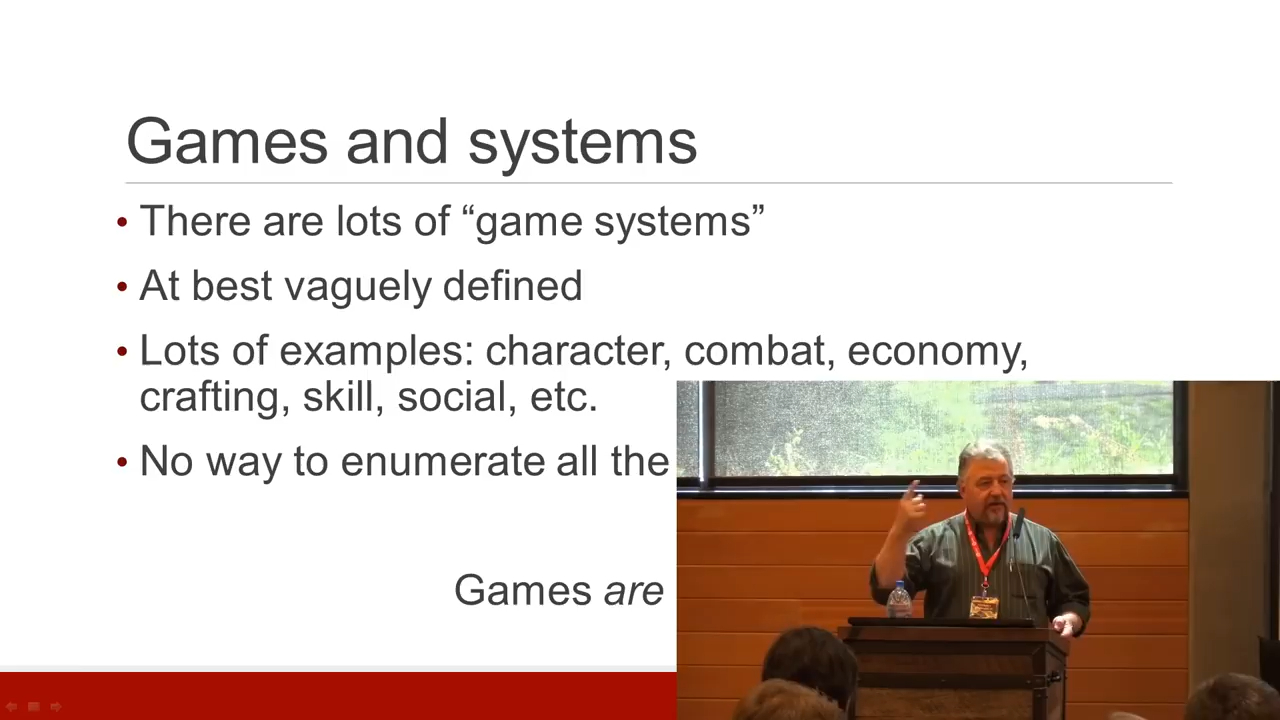 Games and systems
• There are lots of “game systems”
• At best vaguely defined
• Lots of examples: character, combat, economy,
crafting, skill, social, etc.
• No way to enumerate all the
Games are